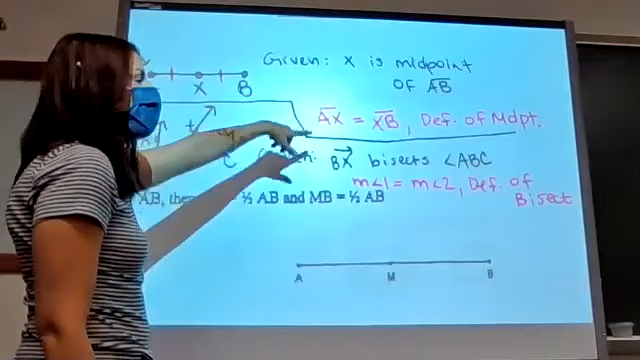 Given: X is midpoint
of AB
X B
AX = XB, Def. of Mdpt.
BX bisects ∠ABC
C
m∠1 = m∠2, Def. of
Bisect
AB, ½ AB and MB = ½ AB
A M B